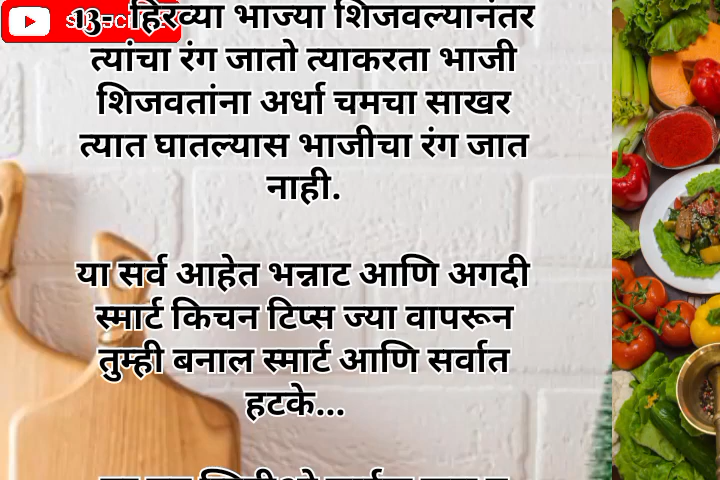 13- हिरव्या भाज्या शिजवल्यानंतर
त्यांचा रंग जातो त्याकरता भाजी
शिजवतांना अर्धा चमचा साखर
त्यात घातल्यास भाजीचा रंग जात
नाही.
या सर्व आहेत भन्नाट आणि अगदी
स्मार्ट किचन टिप्स ज्या वापरून
तुम्ही बनाल स्मार्ट आणि सर्वात
हटके...